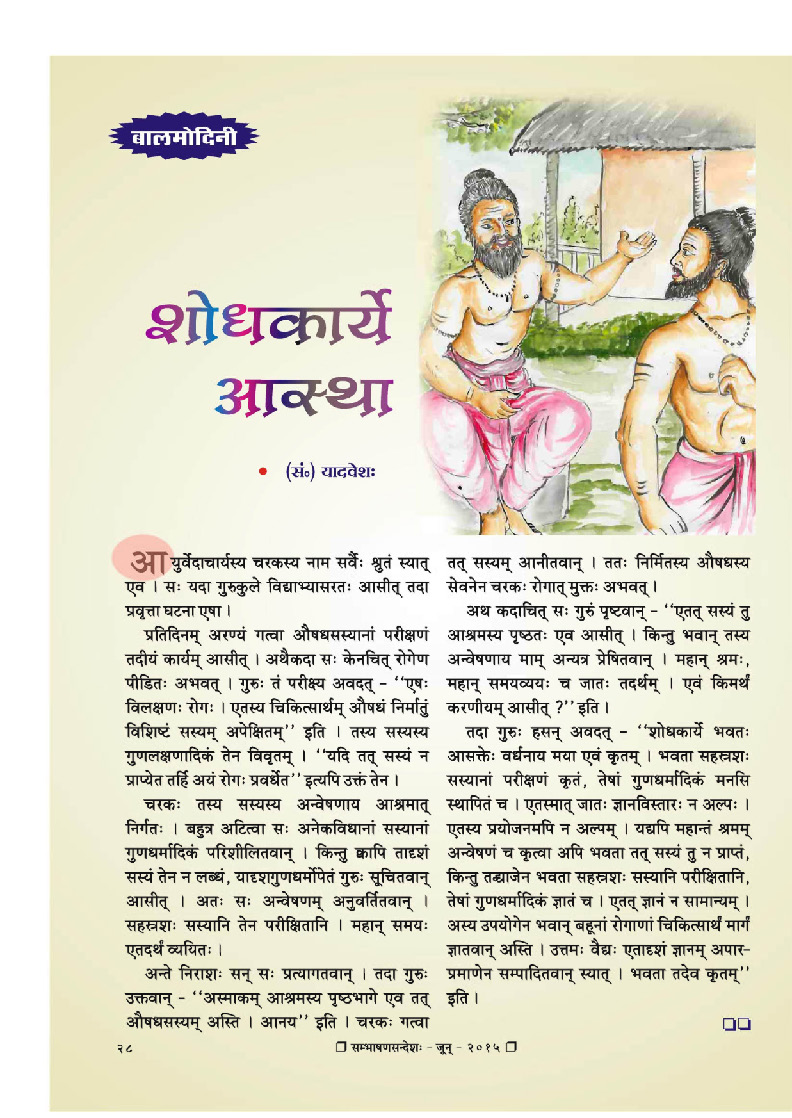 बालमोदिनी
शोधकार्ये
आस्था
• (सं०) यादवेशः
आयुर्वेदाचार्यस्य चरकस्य नाम सर्वैः श्रुतं स्यात्
एव । सः यदा गुरुकुले विद्याभ्यासरतः आसीत् तदा
प्रवृत्ता घटना एषा ।
प्रतिदिनम् अरण्यं गत्वा औषधसस्यानां परीक्षणं
तदीयं कार्यम् आसीत् । अथैकदा सः केनचित् रोगेण
पीडितः अभवत् । गुरुः तं परीक्ष्य अवदत् - ‘‘एषः
विलक्षणः रोगः । एतस्य चिकित्सार्थम् औषधं निर्मातुं
विशिष्टं सस्यम् अपेक्षितम्’’ इति । तस्य सस्यस्य
गुणलक्षणादिकं तेन विवृतम् । ‘‘यदि तत् सस्यं न
प्राप्येत तर्हि अयं रोगः प्रवर्धेत’’ इत्यपि उक्तं तेन ।
चरकः तस्य सस्यस्य अन्वेषणाय आश्रमात्
निर्गतः । बहुत्र अटित्वा सः अनेकविधानां सस्यानां
गुणधर्मादिकं परिशीलितवान् । किन्तु क्वापि तादृशं
सस्यं तेन न लब्धं, यादृशगुणधर्मोपेतं गुरुः सूचितवान्
आसीत् । अतः सः अन्वेषणम् अनुवर्तितवान् ।
सहस्रशः सस्यानि तेन परीक्षितानि । महान् समयः
एतदर्थं व्ययितः ।
अन्ते निराशः सन् सः प्रत्यागतवान् । तदा गुरुः
उक्तवान् - ‘‘अस्माकम् आश्रमस्य पृष्ठभागे एव तत्
औषधसस्यम् अस्ति । आनय’’ इति । चरकः गत्वा
तत् सस्यम् आनीतवान् । ततः निर्मितस्य औषधस्य
सेवनेन चरकः रोगात् मुक्तः अभवत् ।
अथ कदाचित् सः गुरुं पृष्टवान् - ‘‘एतत् सस्यं तु
आश्रमस्य पृष्ठतः एव आसीत् । किन्तु भवान् तस्य
अन्वेषणाय माम् अन्यत्र प्रेषितवान् । महान् श्रमः,
महान् समयव्ययः च जातः तदर्थम् । एवं किमर्थं
करणीयम् आसीत् ?’’ इति ।
तदा गुरुः हसन् अवदत् - ‘‘शोधकार्ये भवतः
आसक्तेः वर्धनाय मया एवं कृतम् । भवता सहस्रशः
सस्यानां परीक्षणं कृतं, तेषां गुणधर्मादिकं मनसि
स्थापितं च । एतस्मात् जातः ज्ञानविस्तारः न अल्पः ।
एतस्य प्रयोजनमपि न अल्पम् । यद्यपि महान्तं श्रमम्
अन्वेषणं च कृत्वा अपि भवता तत् सस्यं तु न प्राप्तं,
किन्तु तद्व्याजेन भवता सहस्रशः सस्यानि परीक्षितानि,
तेषां गुणधर्मादिकं ज्ञातं च । एतत् ज्ञानं न सामान्यम् ।
अस्य उपयोगेन भवान् बहूनां रोगाणां चिकित्सार्थं मार्गं
ज्ञातवान् अस्ति । उत्तमः वैद्यः एतादृशं ज्ञानम् अपार-
प्रमाणेन सम्पादितवान् स्यात् । भवता तदेव कृतम्’’
इति ।
२८
❐ सम्भाषणसन्देशः - जून् - २०१५ ❐